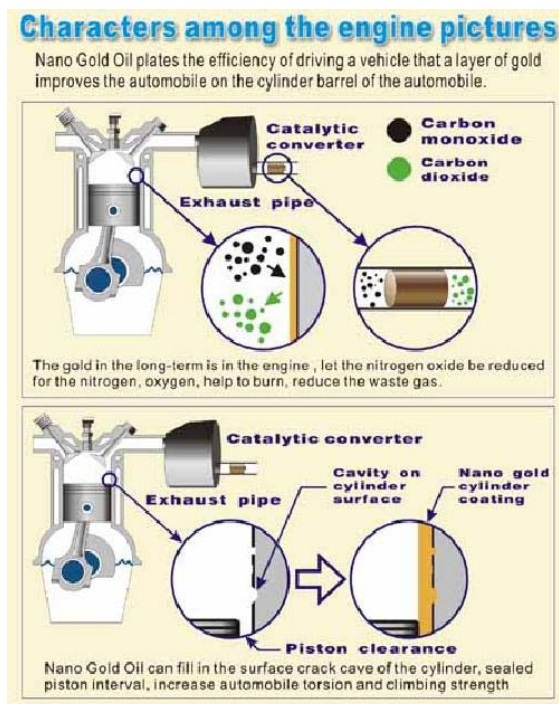 Characters among the engine pictures
Nano Gold Oil plates the efficiency of driving a vehicle that a layer of gold
improves the automobile on the cylinder barrel of the automobile.
Catalytic
converter
Carbon
monoxide
Carbon
dioxide
Exhaust pipe
The gold in the long-term is in the engine , let the nitrogen oxide be reduced
for the nitrogen, oxygen, help to burn, reduce the waste gas.
Catalytic converter
Exhaust pipe
Cavity on
cylinder
surface
Nano gold
cylinder
coating
Piston clearance
Nano Gold Oil can fill in the surface crack cave of the cylinder, sealed
piston interval, increase automobile torsion and climbing strength